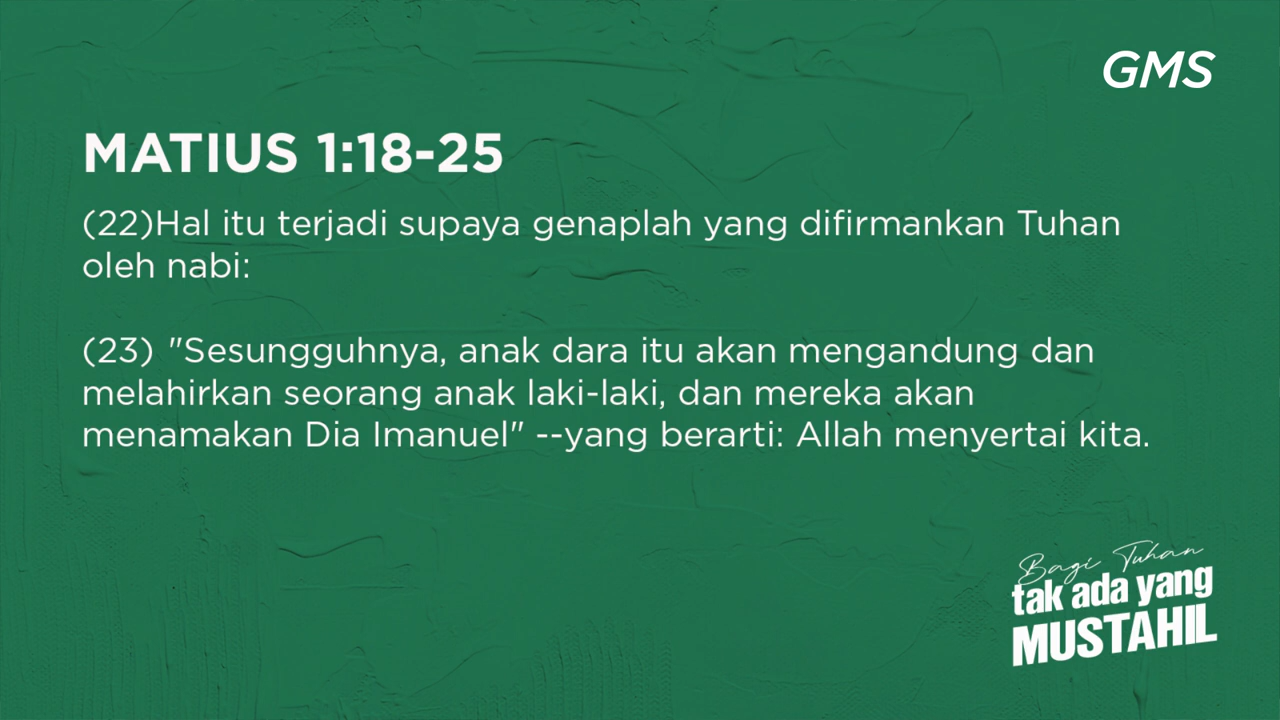 GMS
MATIUS 1:18-25
(22)Hal itu terjadi supaya genaplah yang difirmankan Tuhan
oleh nabi:
(23) "Sesungguhnya, anak dara itu akan mengandung dan
melahirkan seorang anak laki-laki, dan mereka akan
menamakan Dia Imanuel" --yang berarti: Allah menyertai kita.
Bagi Tuhan
tak ada yang
MUSTAHIL